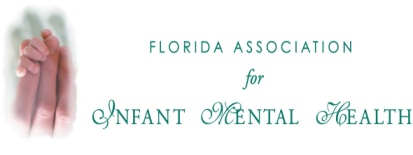 FLORIDA ASSOCIATION
for
INFANT MENTAL HEALTH